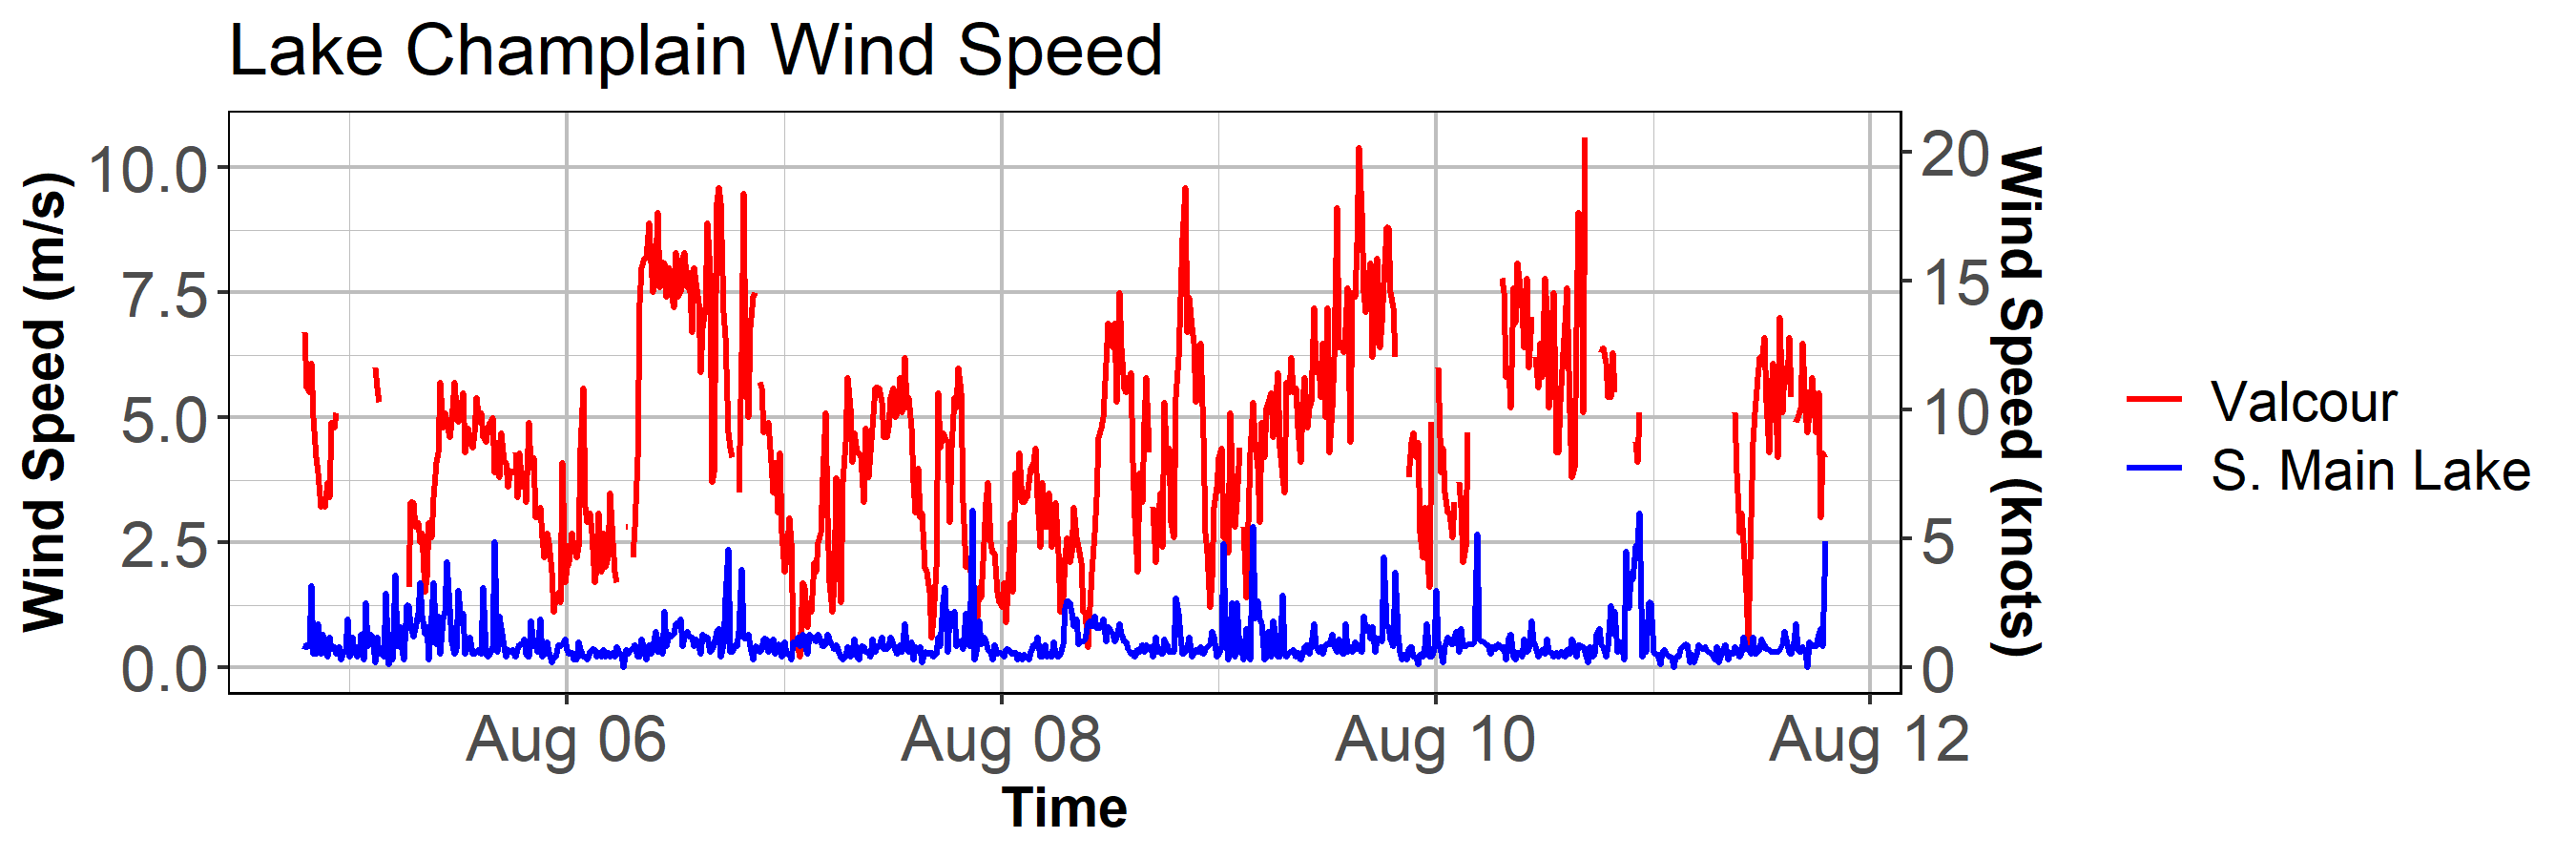 Lake Champlain Wind Speed
Wind Speed (m/s)
10.0
7.5
5.0
2.5
0.0
20
15
10
5
0
Wind Speed (knots)
Aug 06
Aug 08
Aug 10
Aug 12
Time
Valcour
S. Main Lake